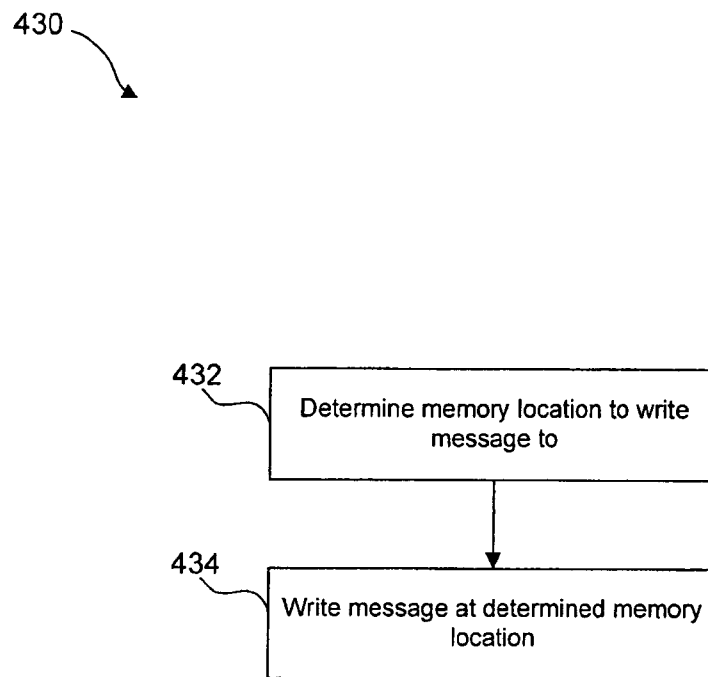 430
432
Determine memory location to write
message to
434
Write message at determined memory
location